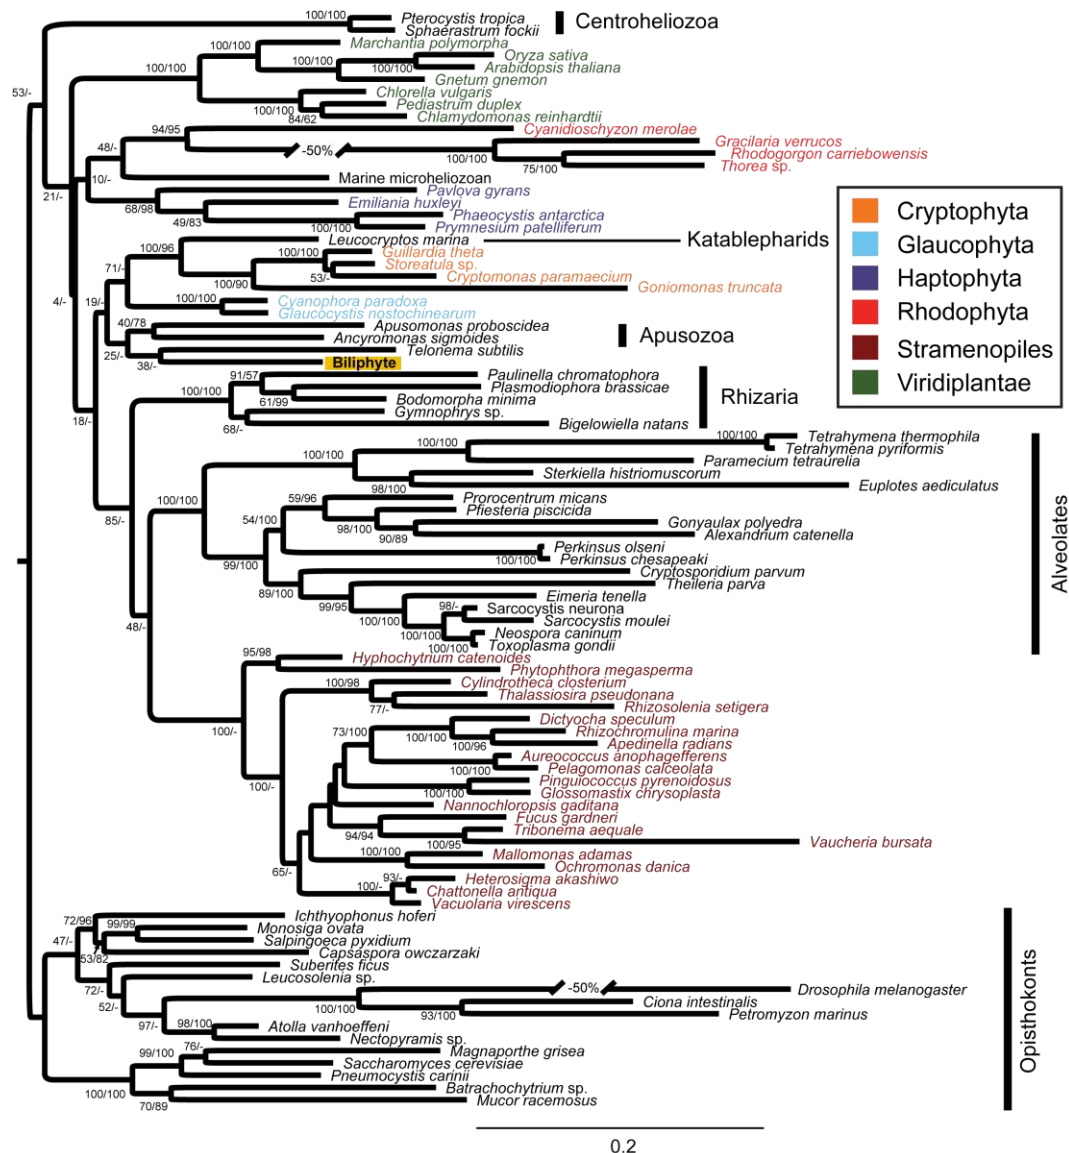 100/100
Pterocystis tropica
Sphaerastrum fockii
Centroheliozoa
Marchantia polymorpha
100/100
Oryza sativa
100/100
100/100
Arabidopsis thaliana
100/100
Gnetum gnemon
53/-
Chlorella vulgaris
Pediastrum duplex
100/100
84/62
Chlamydomonas reinhardtii
94/95
Cyanidioschyzon merolae
Gracilaria verrucos
48/-
-50%
100/100
Rhodogorgon carriebowensis
75/100
Thorea sp.
10/-
Marine microheliozoan
21/-
Pavlova gyrans
68/98
Emiliania huxleyi
49/83
Phaeocystis antarctica
100/100
Prymnesium patelliferum
100/96
Leucocryptos marina
Katablepharids
100/100
Guillardia theta
71/-
Storeatula sp.
53/-
Cryptomonas paramaecium
100/90
Goniomonas truncata
4/-
19/-
100/100
Cyanophora paradoxa
Glaucocystis nostochinearum
40/78
Apusomonas proboscidea
Ancyromonas sigmoides
Apusozoa
25/-
Telonema subtilis
38/-
Biliphyte
Cryptophyta
Glaucophyta
Haptophyta
Rhodophyta
Stramenopiles
Viridiplantae
91/57
Paulinella chromatophora
100/100
Plasmodiophora brassicae
61/99
Bodomorpha minima
Rhizaria
18/-
Gymnophrys sp.
68/-
Bigelowiella natans
100/100
Tetrahymena thermophila
100/100
Tetrahymena pyriformis
100/100
Paramecium tetraurelia
Sterkiella histriomuscorum
98/100
Euplotes aediculatus
100/100
59/96
Prorocentrum micans
Pfiesteria piscicida
85/-
54/100
98/100
Gonyaulax polyedra
90/89
Alexandrium catenella
Perkinsus olseni
100/100
Perkinsus chesapeaki
99/100
Cryptosporidium parvum
Theileria parva
89/100
Eimeria tenella
99/95
98/-
Sarcocystis neurona
100/100
Sarcocystis moulei
48/-
100/100
Neospora caninum
100/100
Toxoplasma gondii
Alveolates
95/98
Hyphochytrium catenoides
Phytophthora megasperma
100/98
Cylindrotheca closterium
Thalassiosira pseudonana
77/-
Rhizosolenia setigera
73/100
Dictyocha speculum
100/-
100/100
Rhizochromulina marina
100/96
Apedinella radians
Aureococcus anophagefferens
100/100
Pelagomonas calceolata
Pinguiococcus pyrenoidosus
100/-
100/100
Glossomastix chrysoplasta
Nannochloropsis gaditana
Fucus gardneri
94/94
Tribonema aequale
100/95
Vaucheria bursata
100/100
Mallomonas adamas
65/-
Ochromonas danica
93/-
Heterosigma akashiwo
100/-
Chattonella antiqua
Vacuolaria virescens
72/96
Ichthyophonus hoferi
99/99
Monosiga ovata
47/-
Salpingoeca pyxidium
53/82
Capsaspora owczarzaki
Suberites ficus
72/-
Leucosolenia sp.
-50%
Drosophila melanogaster
52/-
100/100
Ciona intestinalis
93/100
Petromyzon marinus
97/-
98/100
Atolla vanhoeffeni
Nectopyramis sp.
76/-
Magnaporthe grisea
99/100
Saccharomyces cerevisiae
Pneumocystis carinii
100/100
Batrachochytrium sp.
70/89
Mucor racemosus
Opisthokonts
0.2